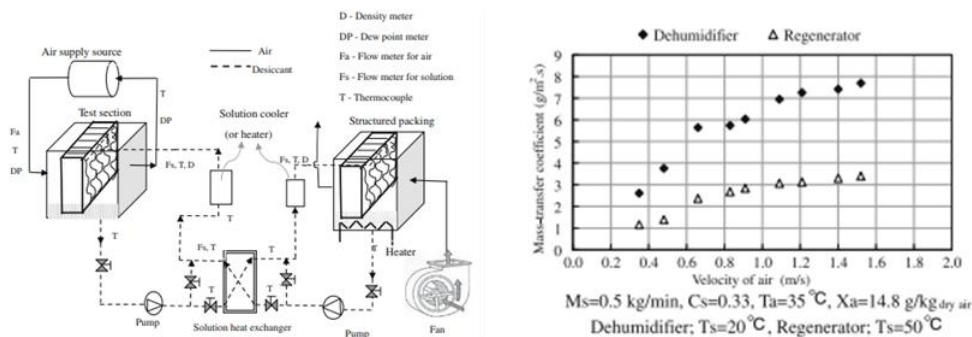 D - Density meter
DP - Dew point meter
Fa - Flow meter for air
Fs - Flow meter for solution
T - Thermocouple
Air
Desiccant
Air supply source
T
DP
Test section
Fa
T
DP
Fs, T, D
T
Solution cooler
(or heater)
Fs, T, D
Structured packing
T
T
Fs, T
T
T
T
Heater
Pump
Solution heat exchanger
Pump
Fan
◆ Dehumidifier △ Regenerator
Mass-transfer coefficient (g/m².s)
9
8
7
6
5
4
3
2
1
0
0.0 0.2 0.4 0.6 0.8 1.0 1.2 1.4 1.6 1.8 2.0
Velocity of air (m/s)
Ms=0.5 kg/min, Cs=0.33, Ta=35 °C, Xa=14.8 g/kg dry air
Dehumidifier; Ts=20°C, Regenerator; Ts=50°C